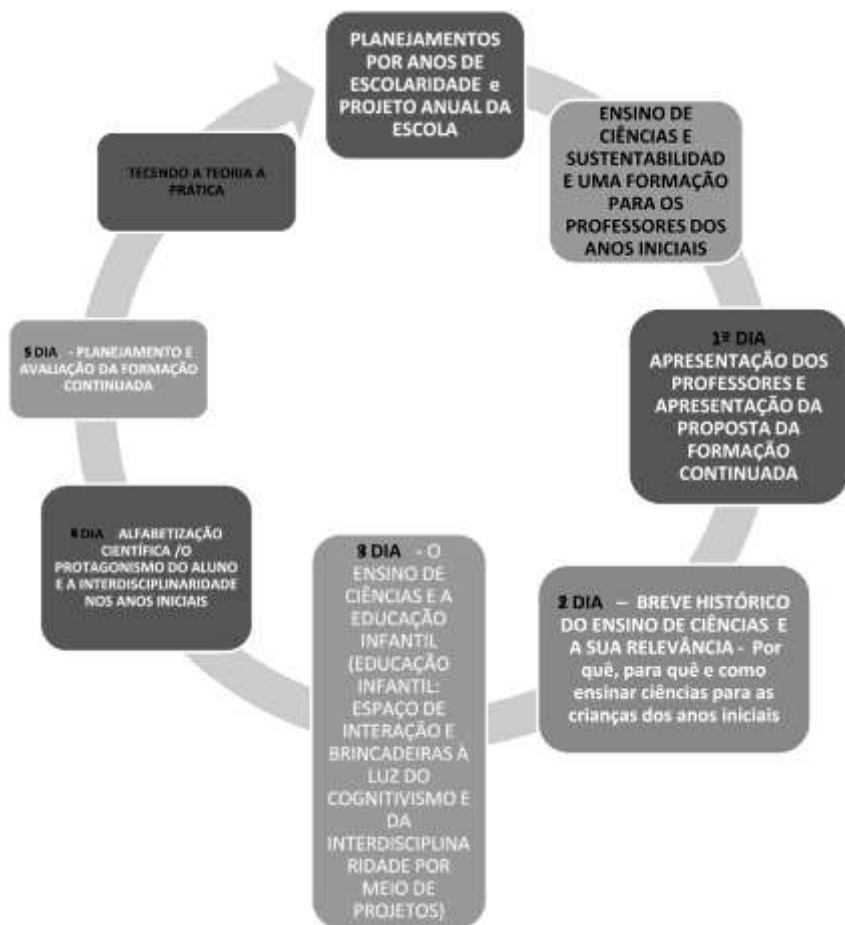 PLANEJAMENTOS
POR ANOS DE
ESCOLARIDADE e
PROJETO ANUAL DA
ESCOLA
ENSINO DE
CIÊNCIAS E
SUSTENTABILIDAD
E UMA FORMAÇÃO
PARA OS
PROFESSORES DOS
ANOS INICIAIS
1º DIA
APRESENTAÇÃO DOS
PROFESSORES E
APRESENTAÇÃO DA
PROPOSTA DA
FORMAÇÃO
CONTINUADA
2 DIA – BREVE HISTÓRICO
DO ENSINO DE CIÊNCIAS E
A SUA RELEVÂNCIA - Por
quê, para quê e como
ensinar ciências para as
crianças dos anos iniciais
3 DIA - O
ENSINO DE
CIÊNCIAS E A
EDUCAÇÃO
INFANTIL
(EDUCAÇÃO
INFANTIL:
ESPAÇO DE
INTERAÇÃO E
BRINCADEIRAS À
LUZ DO
COGNITIVISMO E
DA
INTERDISCIPLINA
RIDADE POR
MEIO DE
PROJETOS)
DIA ALFABETIZAÇÃO
CIENTÍFICA /O
PROTAGONISMO DO ALUNO
E A INTERDISCIPLINARIDADE
NOS ANOS INICIAIS
5 DIA - PLANEJAMENTO E
AVALIAÇÃO DA FORMAÇÃO
CONTINUADA
TECENDO A TEORIA A
PRÁTICA